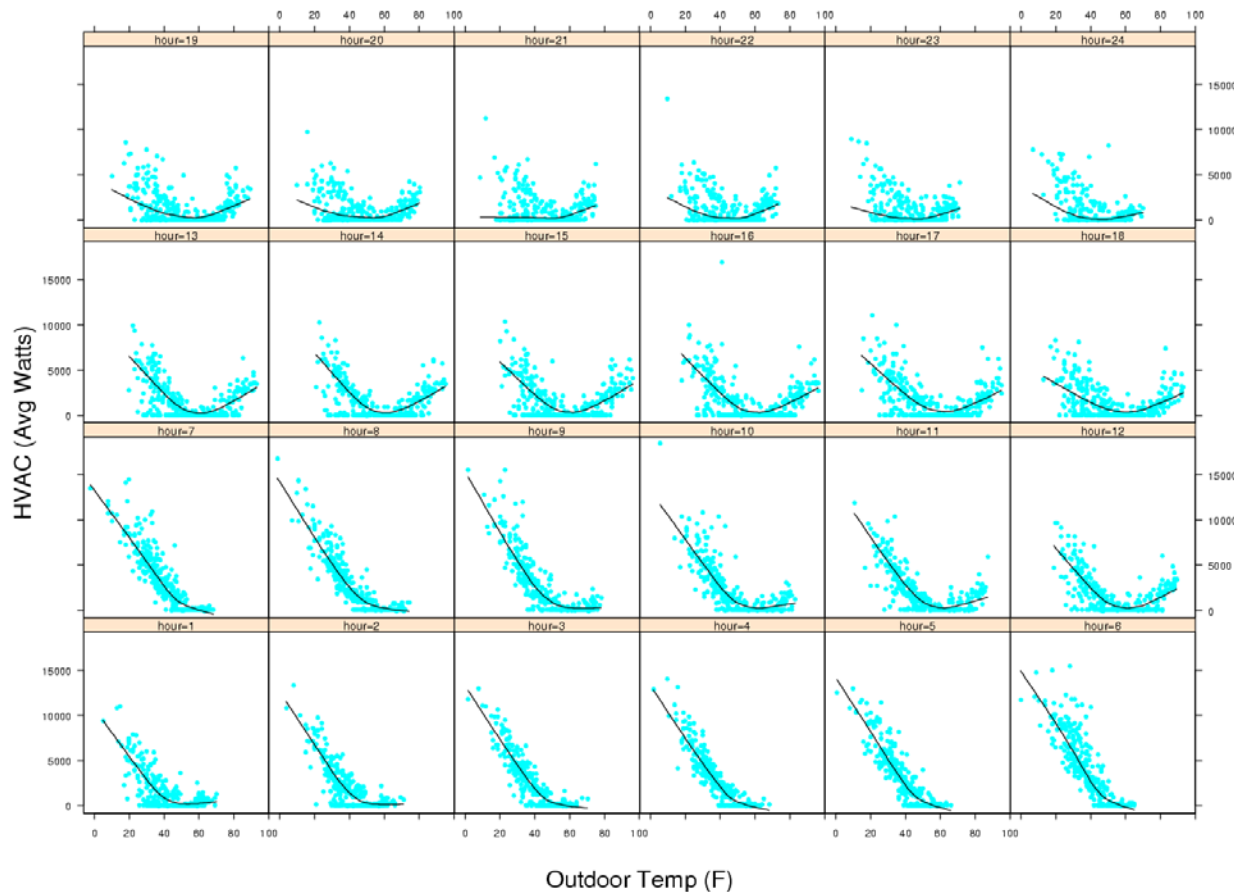 0 20 40 60 80 100 0 20 40 60 80 100 0 20 40 60 80 100
hour=19 hour=20 hour=21 hour=22 hour=23 hour=24
15000
10000
5000
0
hour=13 hour=14 hour=15 hour=16 hour=17 hour=18
15000
10000
5000
0
HVAC (Avg Watts)
hour=7 hour=8 hour=9 hour=10 hour=11 hour=12
15000
10000
5000
0
hour=1 hour=2 hour=3 hour=4 hour=5 hour=6
15000
10000
5000
0
0 20 40 60 80 100 0 20 40 60 80 100 0 20 40 60 80 100
Outdoor Temp (F)